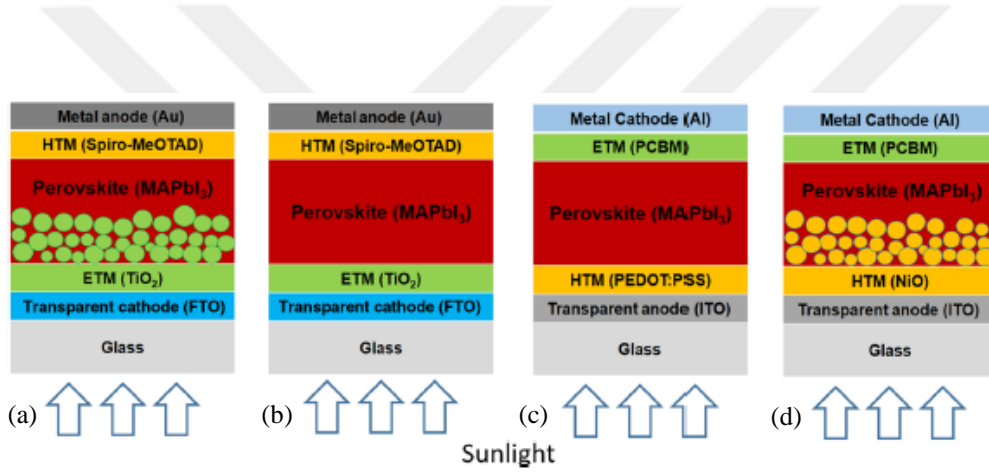 Metal anode (Au)
HTM (Spiro-MeOTAD)
Perovskite (MAPbI₃)
ETM (TiO₂)
Transparent cathode (FTO)
Glass
(a)
Metal anode (Au)
HTM (Spiro-MeOTAD)
Perovskite (MAPbI₃)
ETM (TiO₂)
Transparent cathode (FTO)
Glass
(b)
Metal Cathode (Al)
ETM (PCBM)
Perovskite (MAPbI₃)
HTM (PEDOT:PSS)
Transparent anode (ITO)
Glass
(c)
Metal Cathode (Al)
ETM (PCBM)
Perovskite (MAPbI₃)
HTM (NiO)
Transparent anode (ITO)
Glass
(d)
Sunlight